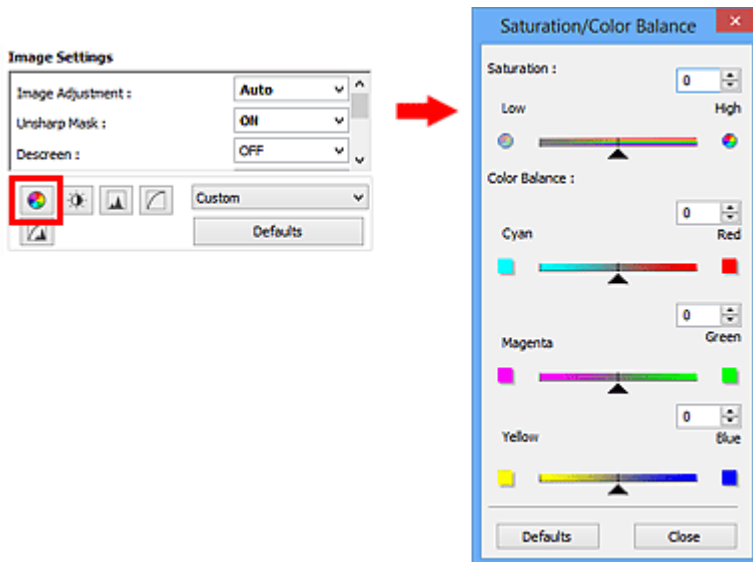 Image Settings
Image Adjustment : Auto
Unsharp Mask : ON
Descreen : OFF
Custom
Defaults
Saturation/Color Balance
Saturation : 0
Low High
Color Balance :
0
Cyan Red
0
Magenta Green
0
Yellow Blue
Defaults Close